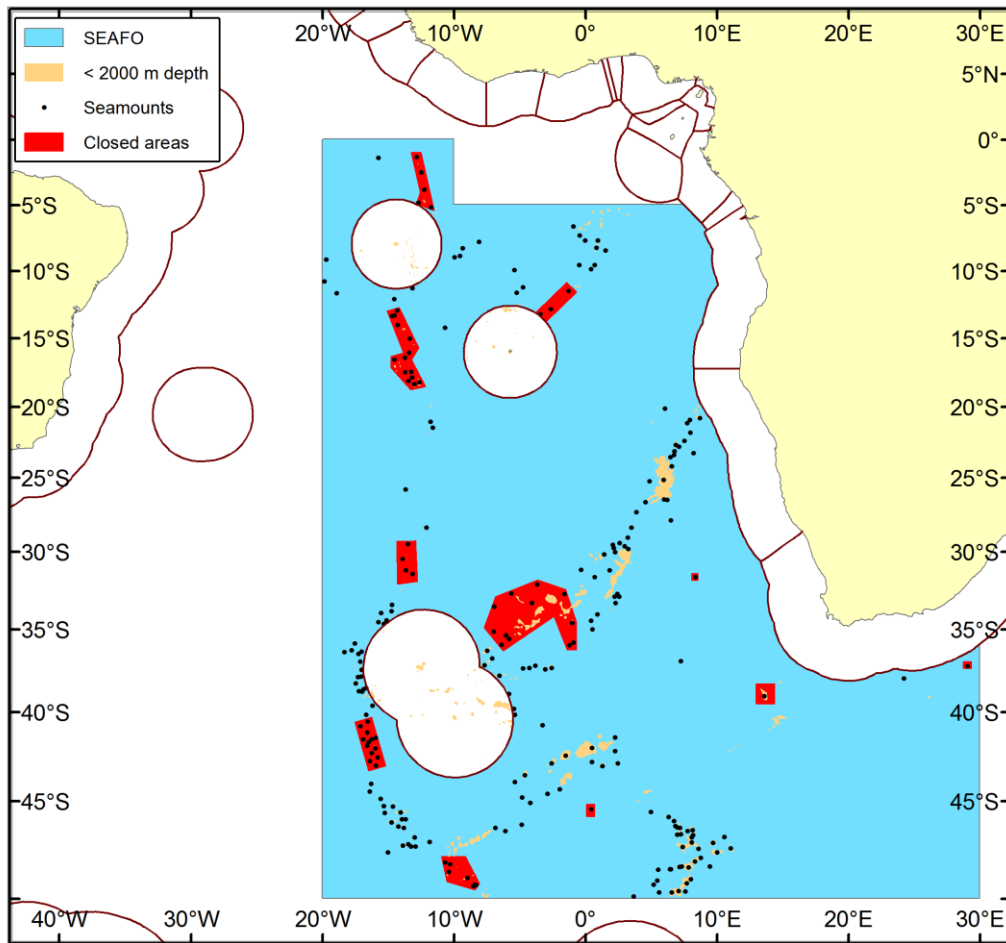 SEAFO
< 2000 m depth
Seamounts
Closed areas
20°W 10°W 0° 10°E 20°E 30°E
5°N
0°
5°S 5°S
10°S 10°S
15°S 15°S
20°S 20°S
25°S 25°S
30°S 30°S
35°S 35°S
40°S 40°S
45°S 45°S
40°W 30°W 20°W 10°W 0° 10°E 20°E 30°E